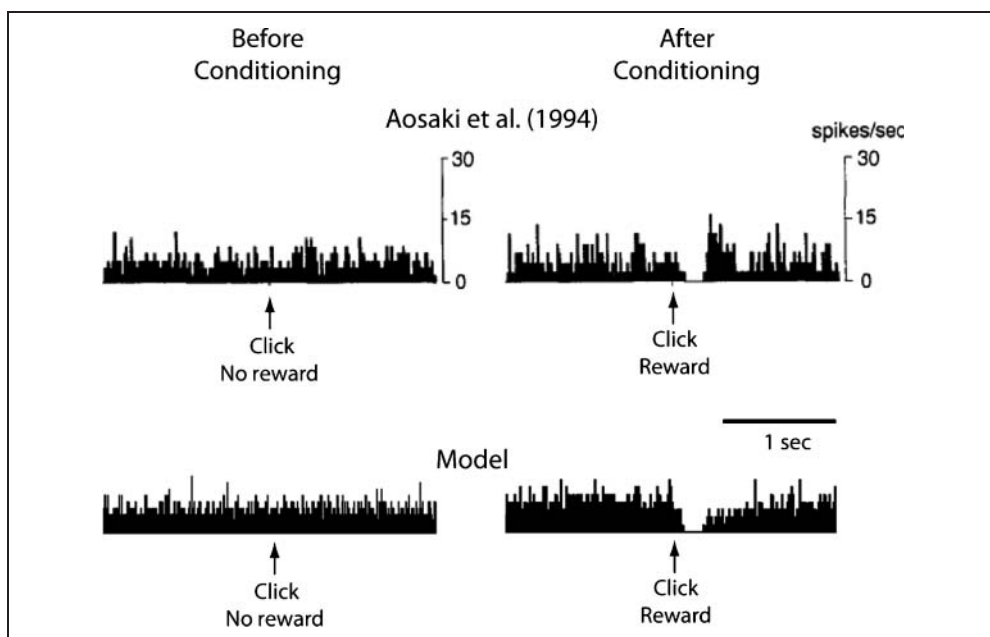 Before
Conditioning
After
Conditioning
Aosaki et al. (1994)
spikes/sec
30
15
0
30
15
0
Click
No reward
Click
Reward
1 sec
Model
Click
No reward
Click
Reward